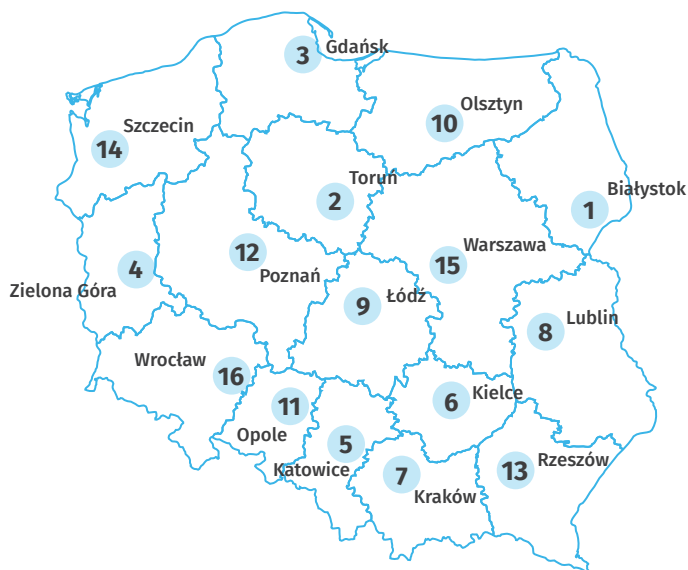 3
Gdańsk
Olsztyn
10
Szczecin
14
Toruń
2
Białystok
1
12
Poznań
Warszawa
15
4
Zielona Góra
Łódź
9
Lublin
8
Wrocław
16
11
Opole
Kielce
6
5
Katowice
7
Kraków
Rzeszów
13